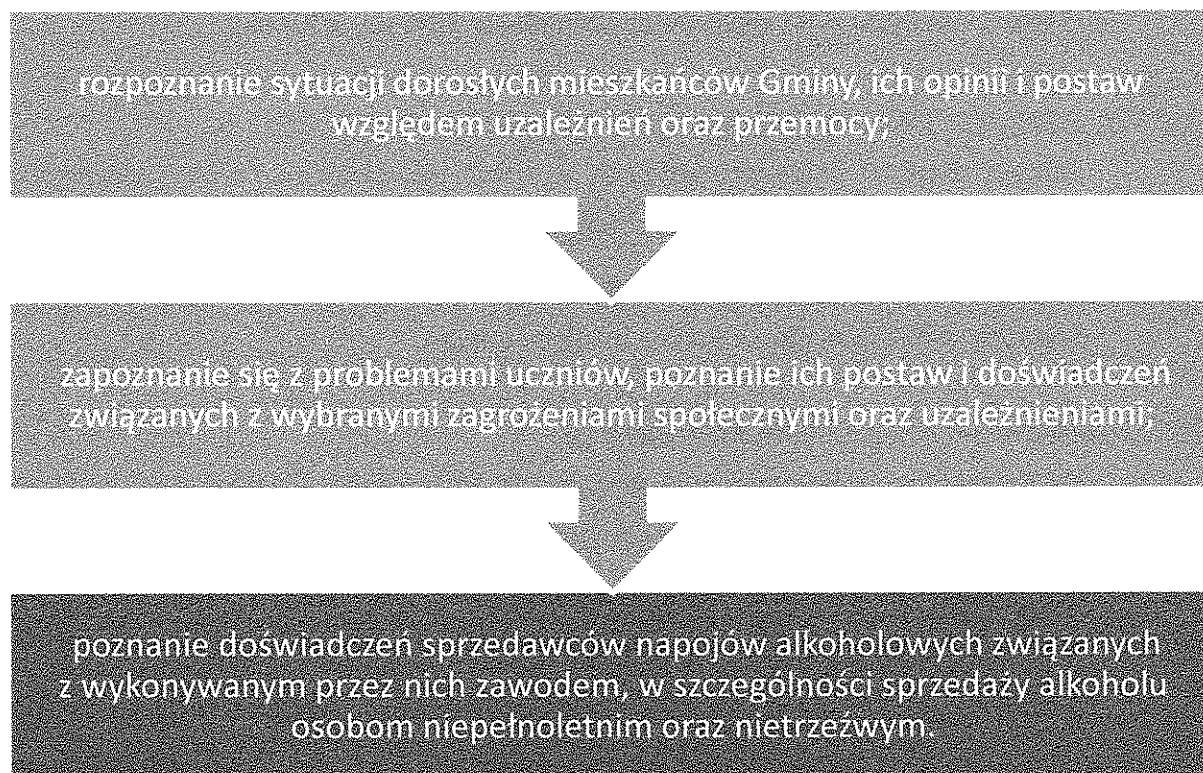 rozpoznanie sytuacji dorosłych mieszkańców Gminy, ich opinii i postaw
względem uzależnień oraz przemocy;
zapoznanie się z problemami uczniów, poznanie ich postaw i doświadczeń
związanych z wybranymi zagrożeniami społecznymi oraz uzależnieniami;
poznanie doświadczeń sprzedawców napojów alkoholowych związanych
z wykonywanym przez nich zawodem, w szczególności sprzedaży alkoholu
osobom niepełnoletnim oraz nietrzeźwym.